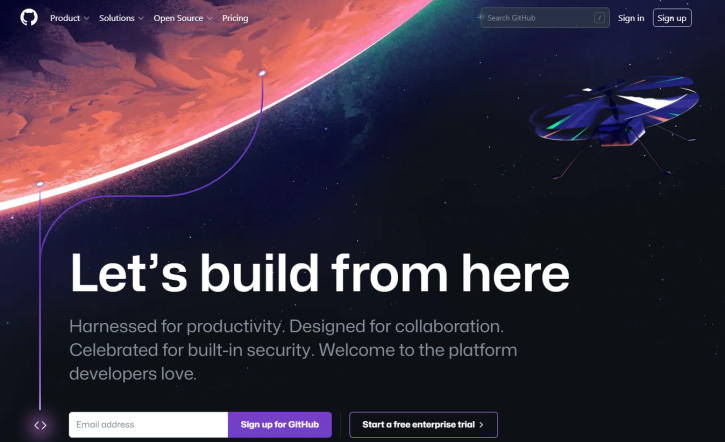 Product Solutions Open Source Pricing Search GitHub / Sign in Sign up
Let's build from here
Harnessed for productivity. Designed for collaboration.
Celebrated for built-in security. Welcome to the platform
developers love.
Email address Sign up for GitHub Start a free enterprise trial >